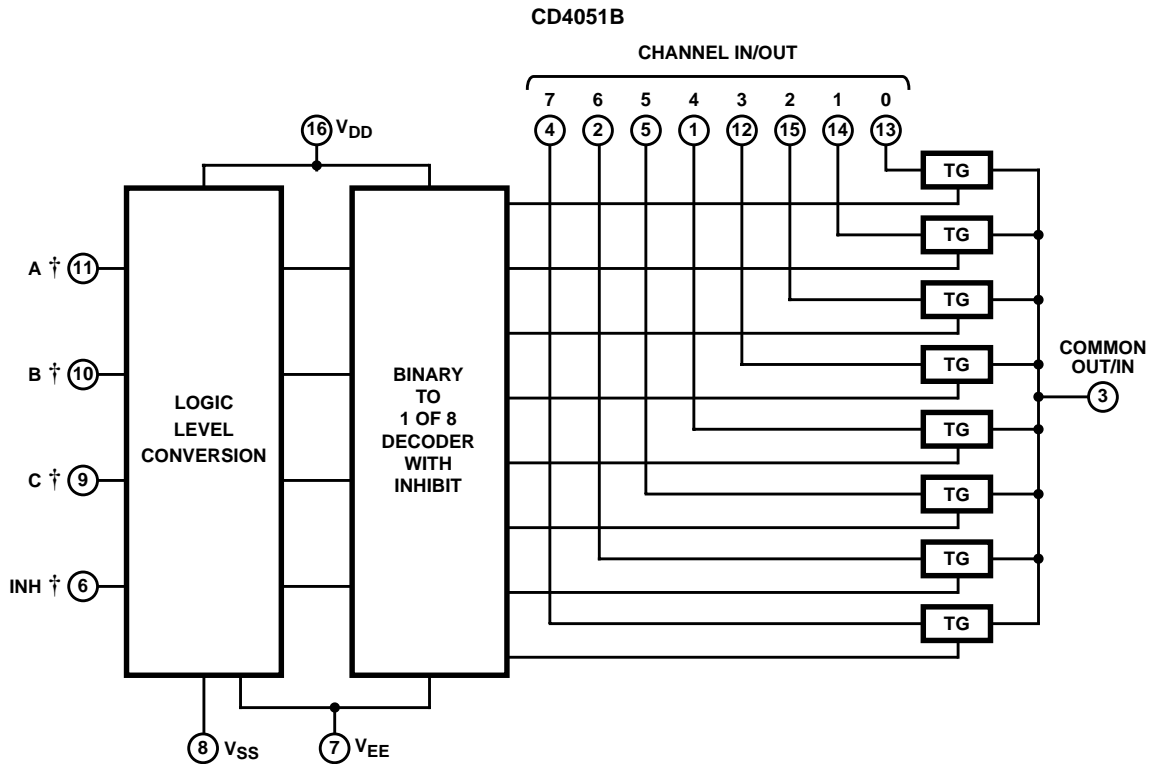 CD4051B
CHANNEL IN/OUT
7 6 5 4 3 2 1 0
4 2 5 1 12 15 14 13
16 VDD
TG
TG
TG
TG
TG
TG
TG
TG
A † 11
B † 10
C † 9
INH † 6
LOGIC
LEVEL
CONVERSION
BINARY
TO
1 OF 8
DECODER
WITH
INHIBIT
COMMON
OUT/IN
3
8 VSS
7 VEE